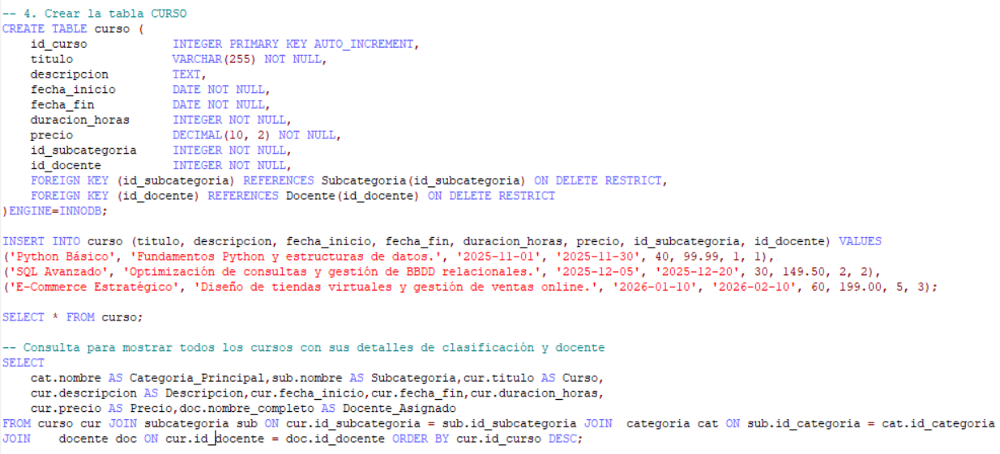 -- 4. Crear la tabla CURSO
CREATE TABLE curso (
    id_curso            INTEGER PRIMARY KEY AUTO_INCREMENT,
    titulo              VARCHAR(255) NOT NULL,
    descripcion         TEXT,
    fecha_inicio        DATE NOT NULL,
    fecha_fin           DATE NOT NULL,
    duracion_horas      INTEGER NOT NULL,
    precio              DECIMAL(10, 2) NOT NULL,
    id_subcategoria     INTEGER NOT NULL,
    id_docente          INTEGER NOT NULL,
    FOREIGN KEY (id_subcategoria) REFERENCES Subcategoria(id_subcategoria) ON DELETE RESTRICT,
    FOREIGN KEY (id_docente) REFERENCES Docente(id_docente) ON DELETE RESTRICT
)ENGINE=INNODB;

INSERT INTO curso (titulo, descripcion, fecha_inicio, fecha_fin, duracion_horas, precio, id_subcategoria, id_docente) VALUES
('Python Básico', 'Fundamentos Python y estructuras de datos.', '2025-11-01', '2025-11-30', 40, 99.99, 1, 1),
('SQL Avanzado', 'Optimización de consultas y gestión de BBDD relacionales.', '2025-12-05', '2025-12-20', 30, 149.50, 2, 2),
('E-Commerce Estratégico', 'Diseño de tiendas virtuales y gestión de ventas online.', '2026-01-10', '2026-02-10', 60, 199.00, 5, 3);

SELECT * FROM curso;

-- Consulta para mostrar todos los cursos con sus detalles de clasificación y docente
SELECT
    cat.nombre AS Categoria_Principal,sub.nombre AS Subcategoria,cur.titulo AS Curso,
    cur.descripcion AS Descripcion,cur.fecha_inicio,cur.fecha_fin,cur.duracion_horas,
    cur.precio AS Precio,doc.nombre_completo AS Docente_Asignado
FROM curso cur JOIN subcategoria sub ON cur.id_subcategoria = sub.id_subcategoria JOIN  categoria cat ON sub.id_categoria = cat.id_categoria
JOIN    docente doc ON cur.id_docente = doc.id_docente ORDER BY cur.id_curso DESC;